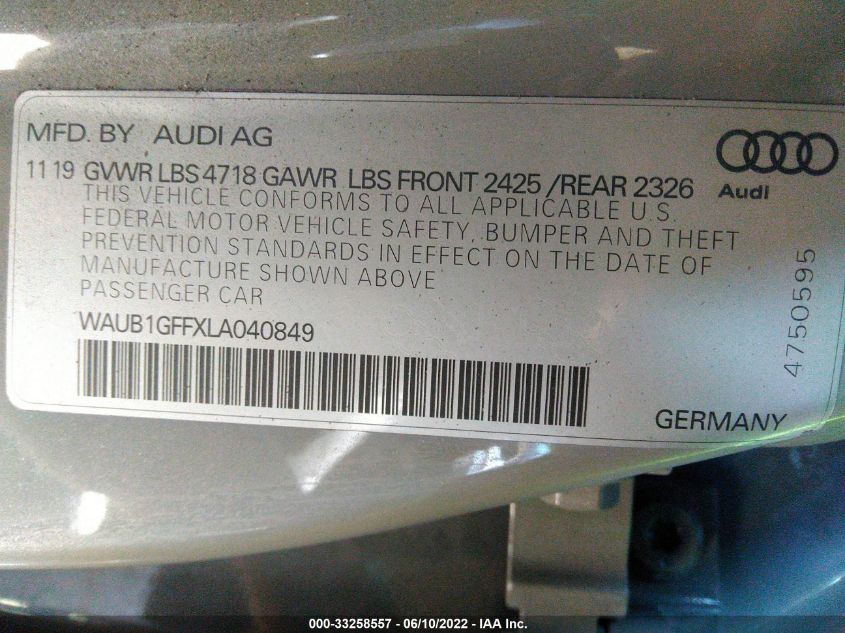 MFD. BY AUDI AG
11 19 GVWR LBS 4718 GAWR LBS FRONT 2425 /REAR 2326
Audi
THIS VEHICLE CONFORMS TO ALL APPLICABLE U.S.
FEDERAL MOTOR VEHICLE SAFETY, BUMPER AND THEFT
PREVENTION STANDARDS IN EFFECT ON THE DATE OF
MANUFACTURE SHOWN ABOVE
PASSENGER CAR
WAUB1GFFXLA040849
4750595
GERMANY
000-33258557 - 06/10/2022 - IAA Inc.